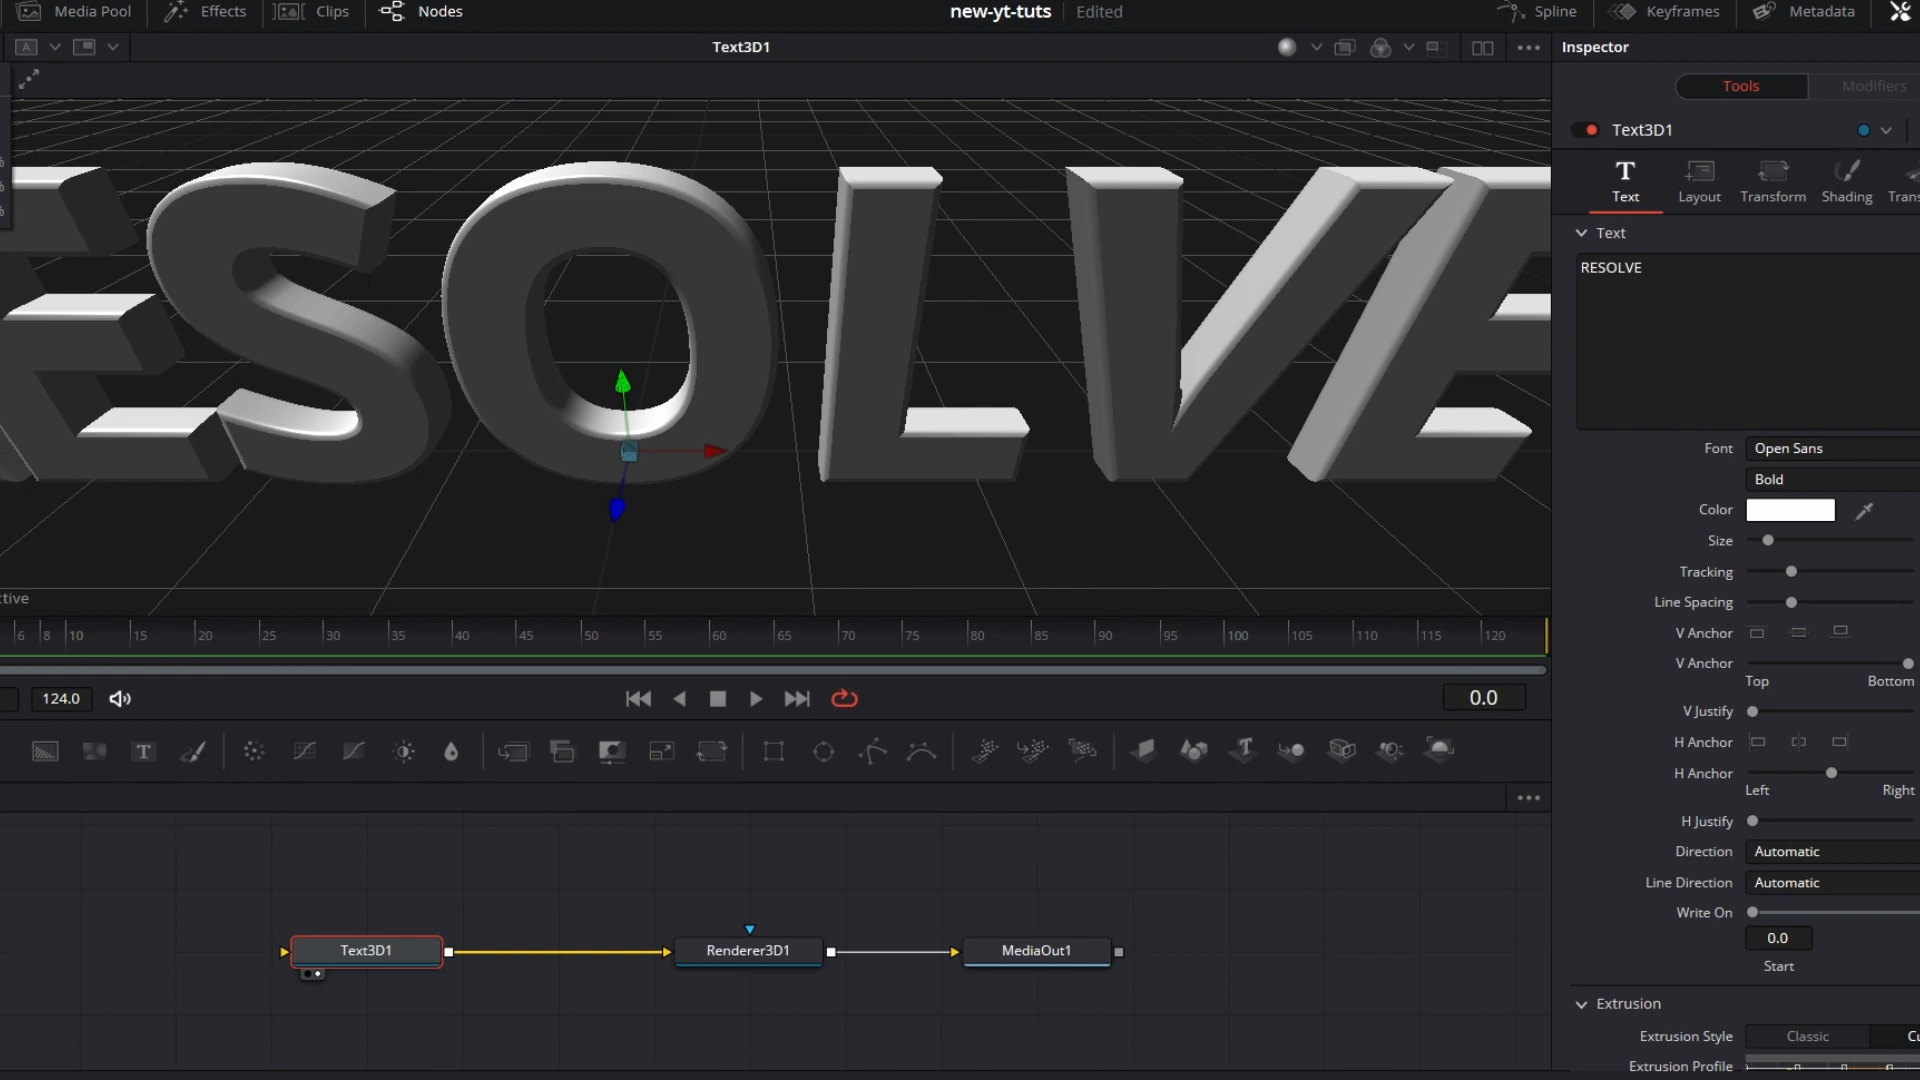 Media Pool
Effects
Clips
Nodes
new-yt-tuts
Edited
Spline
Keyframes
Metadata
A
Text3D1
Inspector
Tools
Modifiers
Text3D1
Text
Layout
Transform
Shading
Trans
Text
RESOLVE
ESOLVE
Font
Open Sans
Bold
Color
Size
Tracking
Line Spacing
V Anchor
V Anchor
Top
Bottom
V Justify
H Anchor
H Anchor
Left
Right
H Justify
Direction
Automatic
Line Direction
Automatic
Write On
0.0
Start
Extrusion
Extrusion Style
Classic
Cu
Extrusion Profile
%
%
%
ctive
6 8 10 15 20 25 30 35 40 45 50 55 60 65 70 75 80 85 90 95 100 105 110 115 120
124.0
0.0
T
Text3D1
Renderer3D1
MediaOut1